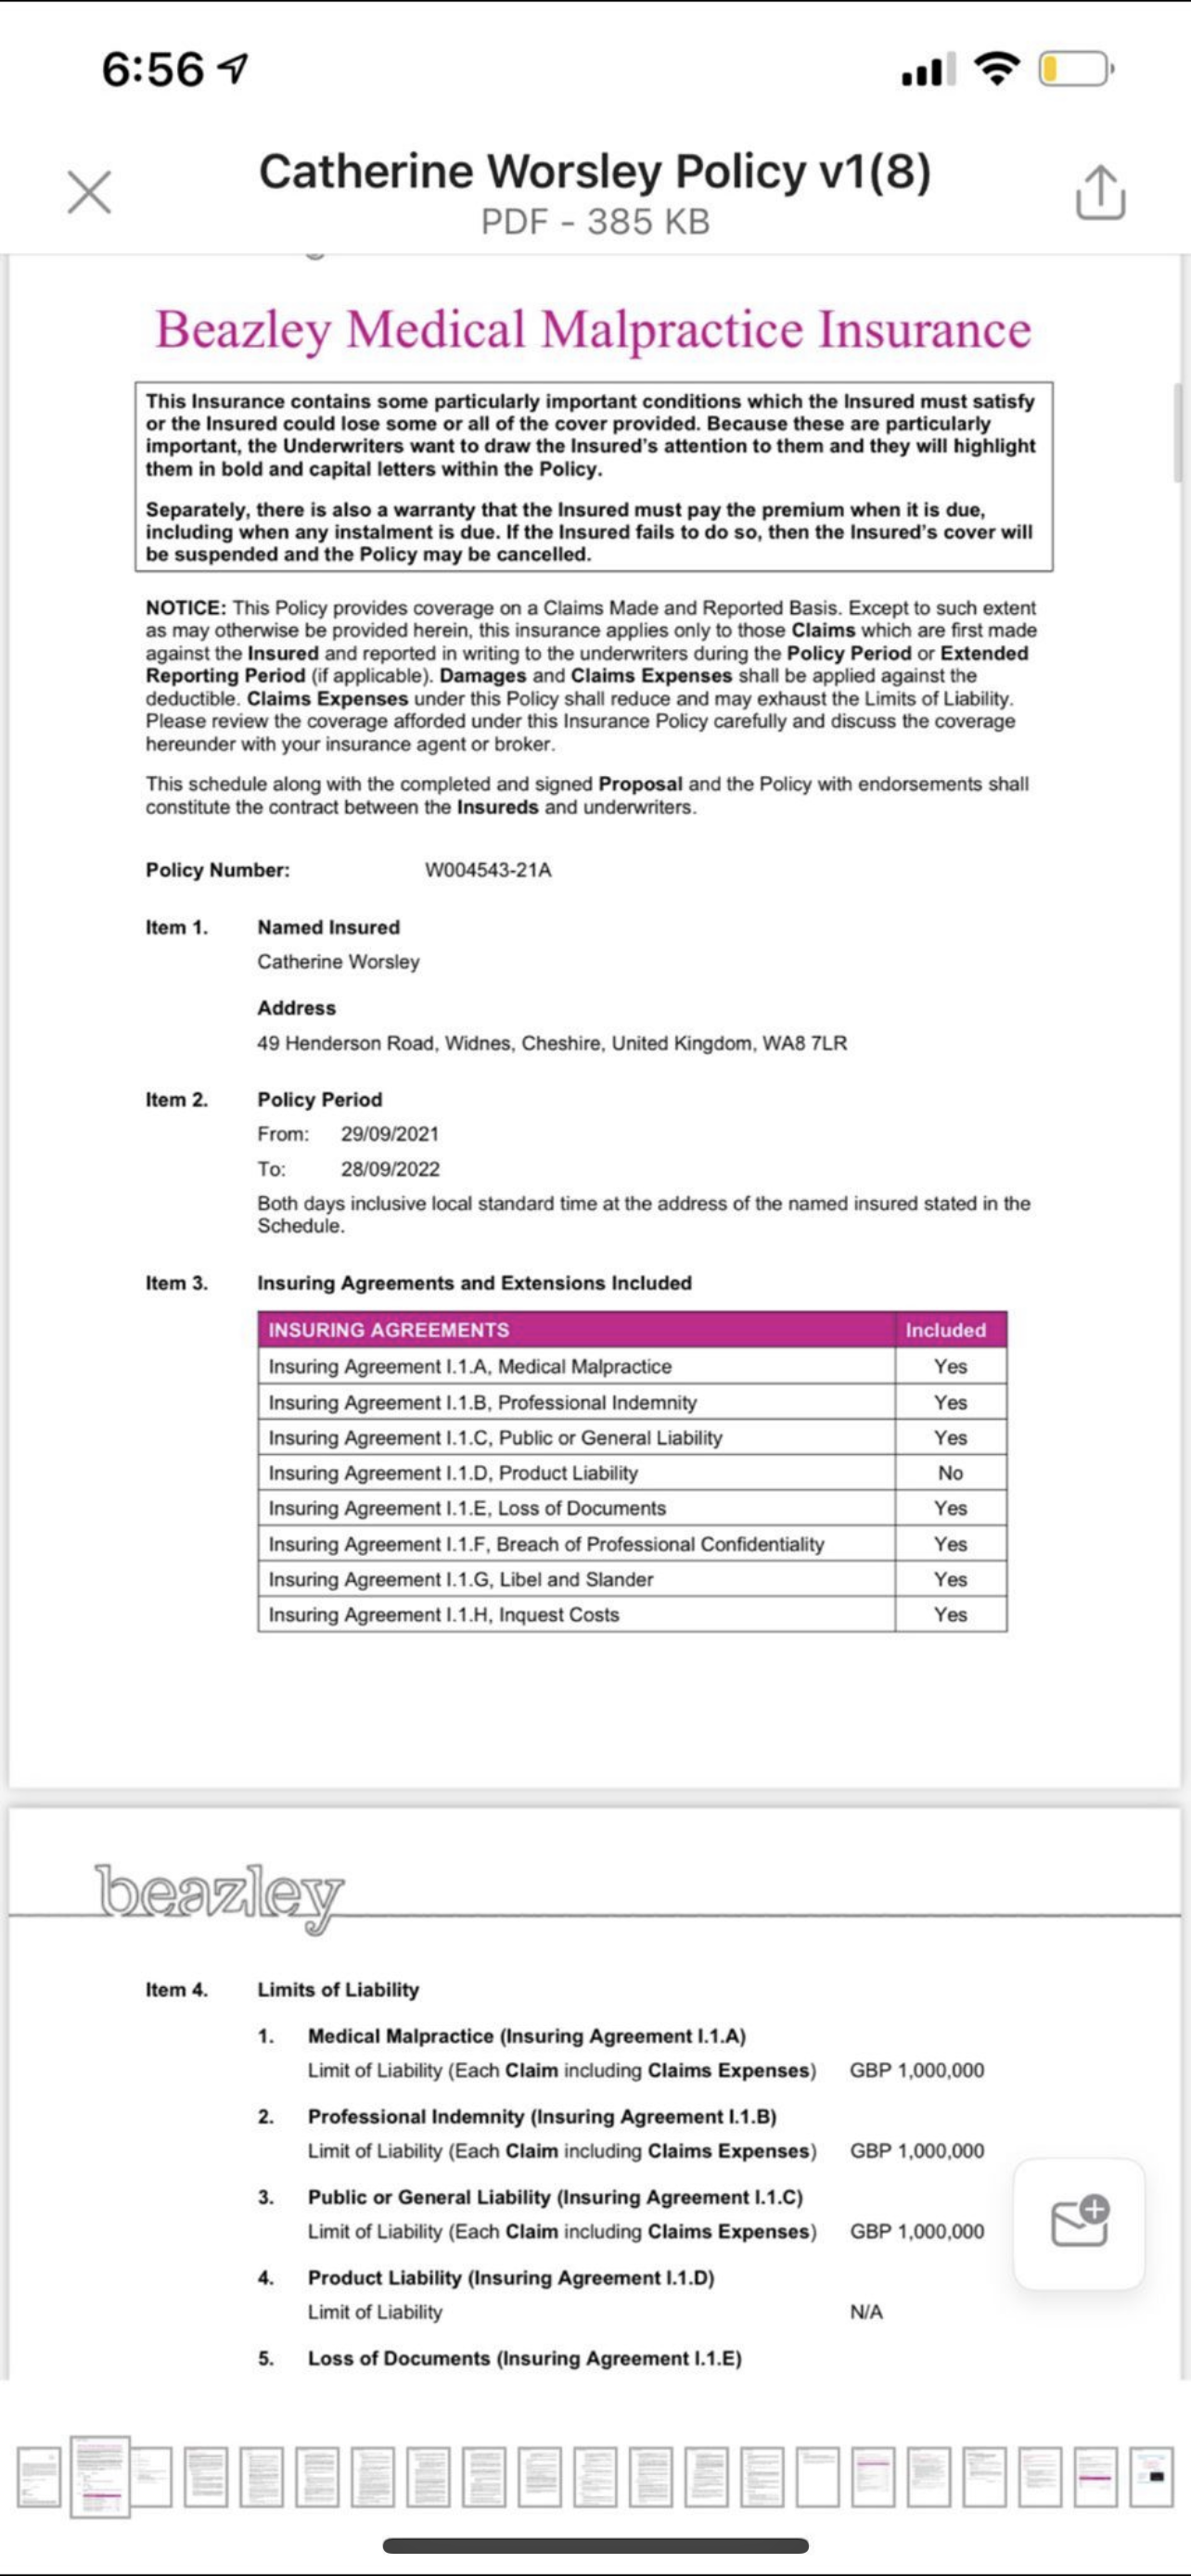 6:56
Catherine Worsley Policy v1(8)
PDF - 385 KB
Beazley Medical Malpractice Insurance
This Insurance contains some particularly important conditions which the Insured must satisfy
or the Insured could lose some or all of the cover provided. Because these are particularly
important, the Underwriters want to draw the Insured's attention to them and they will highlight
them in bold and capital letters within the Policy.
Separately, there is also a warranty that the Insured must pay the premium when it is due,
including when any instalment is due. If the Insured fails to do so, then the Insured's cover will
be suspended and the Policy may be cancelled.
NOTICE: This Policy provides coverage on a Claims Made and Reported Basis. Except to such extent
as may otherwise be provided herein, this insurance applies only to those Claims which are first made
against the Insured and reported in writing to the underwriters during the Policy Period or Extended
Reporting Period (if applicable). Damages and Claims Expenses shall be applied against the
deductible. Claims Expenses under this Policy shall reduce and may exhaust the Limits of Liability.
Please review the coverage afforded under this Insurance Policy carefully and discuss the coverage
hereunder with your insurance agent or broker.
This schedule along with the completed and signed Proposal and the Policy with endorsements shall
constitute the contract between the Insureds and underwriters.
Policy Number: W004543-21A
Item 1. Named Insured
Catherine Worsley
Address
49 Henderson Road, Widnes, Cheshire, United Kingdom, WA8 7LR
Item 2. Policy Period
From: 29/09/2021
To: 28/09/2022
Both days inclusive local standard time at the address of the named insured stated in the
Schedule.
Item 3. Insuring Agreements and Extensions Included
INSURING AGREEMENTS Included
Insuring Agreement I.1.A, Medical Malpractice Yes
Insuring Agreement I.1.B, Professional Indemnity Yes
Insuring Agreement I.1.C, Public or General Liability Yes
Insuring Agreement I.1.D, Product Liability No
Insuring Agreement I.1.E, Loss of Documents Yes
Insuring Agreement I.1.F, Breach of Professional Confidentiality Yes
Insuring Agreement I.1.G, Libel and Slander Yes
Insuring Agreement I.1.H, Inquest Costs Yes
beazley
Item 4. Limits of Liability
1. Medical Malpractice (Insuring Agreement I.1.A)
Limit of Liability (Each Claim including Claims Expenses) GBP 1,000,000
2. Professional Indemnity (Insuring Agreement I.1.B)
Limit of Liability (Each Claim including Claims Expenses) GBP 1,000,000
3. Public or General Liability (Insuring Agreement I.1.C)
Limit of Liability (Each Claim including Claims Expenses) GBP 1,000,000
4. Product Liability (Insuring Agreement I.1.D)
Limit of Liability N/A
5. Loss of Documents (Insuring Agreement I.1.E)